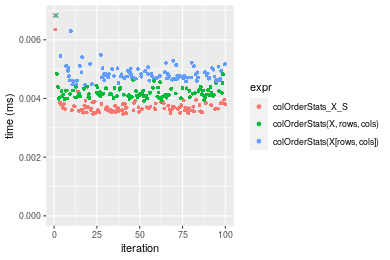 0.006
0.004
0.002
0.000
time (ms)
0
25
50
75
100
iteration
expr
colOrderStats_X_S
colOrderStats(X, rows, cols)
colOrderStats(X[rows, cols])